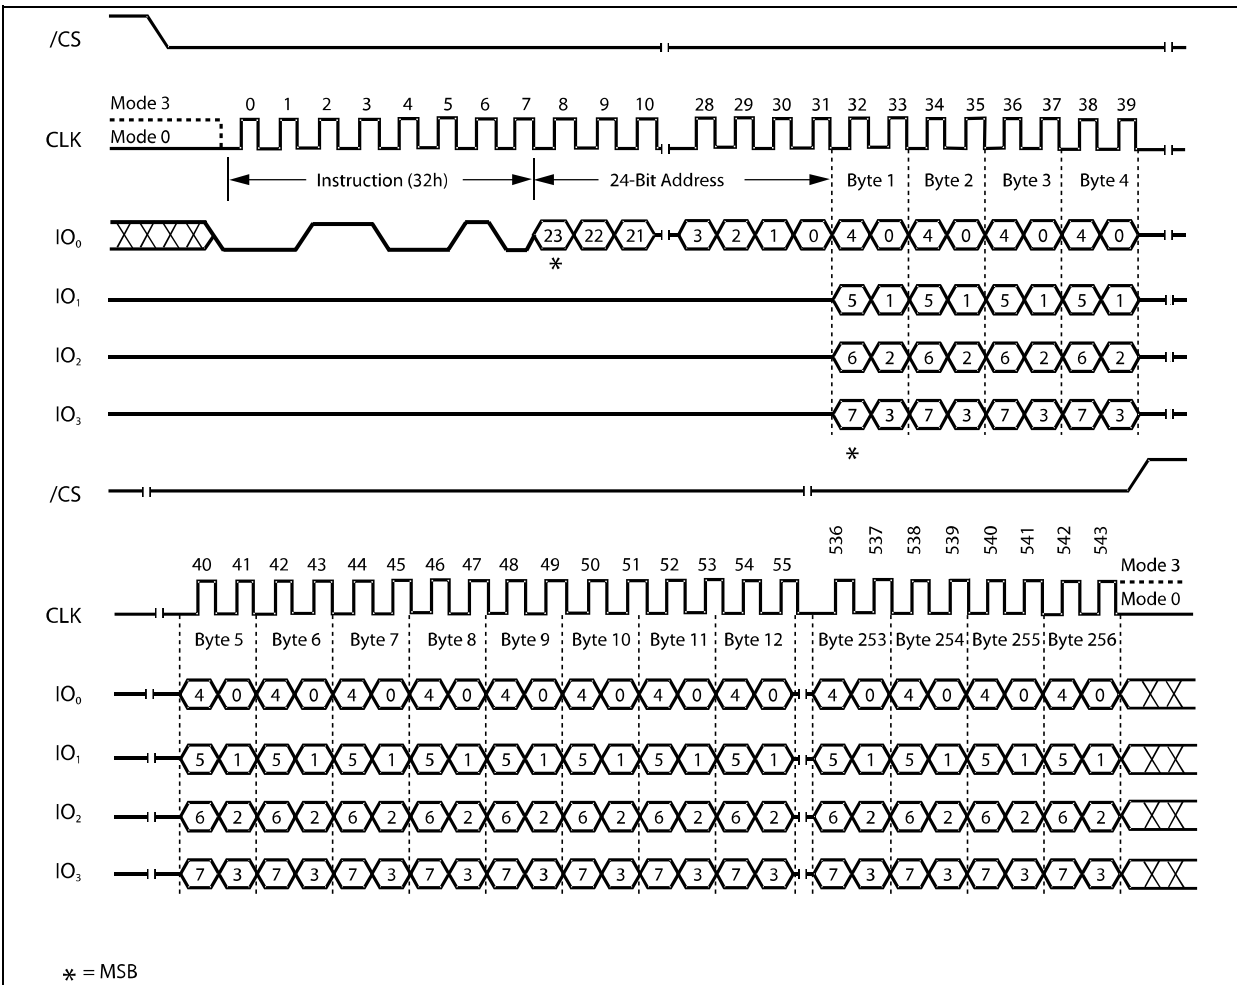 /CS
Mode 3
0 1 2 3 4 5 6 7 8 9 10 28 29 30 31 32 33 34 35 36 37 38 39
CLK
Mode 0
Instruction (32h) 24-Bit Address Byte 1 Byte 2 Byte 3 Byte 4
IO₀ 23 22 21 3 2 1 0 4 0 4 0 4 0 4 0
*
IO₁ 5 1 5 1 5 1 5 1
IO₂ 6 2 6 2 6 2 6 2
IO₃ 7 3 7 3 7 3 7 3
*
/CS
40 41 42 43 44 45 46 47 48 49 50 51 52 53 54 55 536 537 538 539 540 541 542 543
Mode 3
CLK
Mode 0
Byte 5 Byte 6 Byte 7 Byte 8 Byte 9 Byte 10 Byte 11 Byte 12 Byte 253 Byte 254 Byte 255 Byte 256
IO₀ 4 0 4 0 4 0 4 0 4 0 4 0 4 0 4 0 4 0 4 0 4 0 4 0
IO₁ 5 1 5 1 5 1 5 1 5 1 5 1 5 1 5 1 5 1 5 1 5 1 5 1
IO₂ 6 2 6 2 6 2 6 2 6 2 6 2 6 2 6 2 6 2 6 2 6 2 6 2
IO₃ 7 3 7 3 7 3 7 3 7 3 7 3 7 3 7 3 7 3 7 3 7 3 7 3
* = MSB